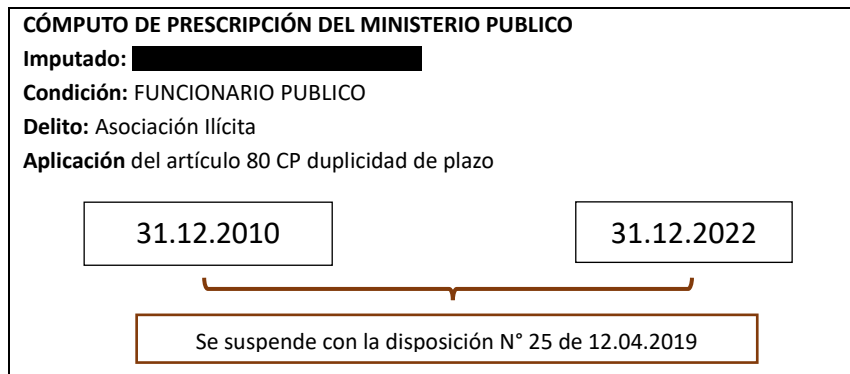 CÓMPUTO DE PRESCRIPCIÓN DEL MINISTERIO PUBLICO
Imputado:
Condición: FUNCIONARIO PUBLICO
Delito: Asociación Ilícita
Aplicación del artículo 80 CP duplicidad de plazo
31.12.2010 31.12.2022
Se suspende con la disposición N° 25 de 12.04.2019